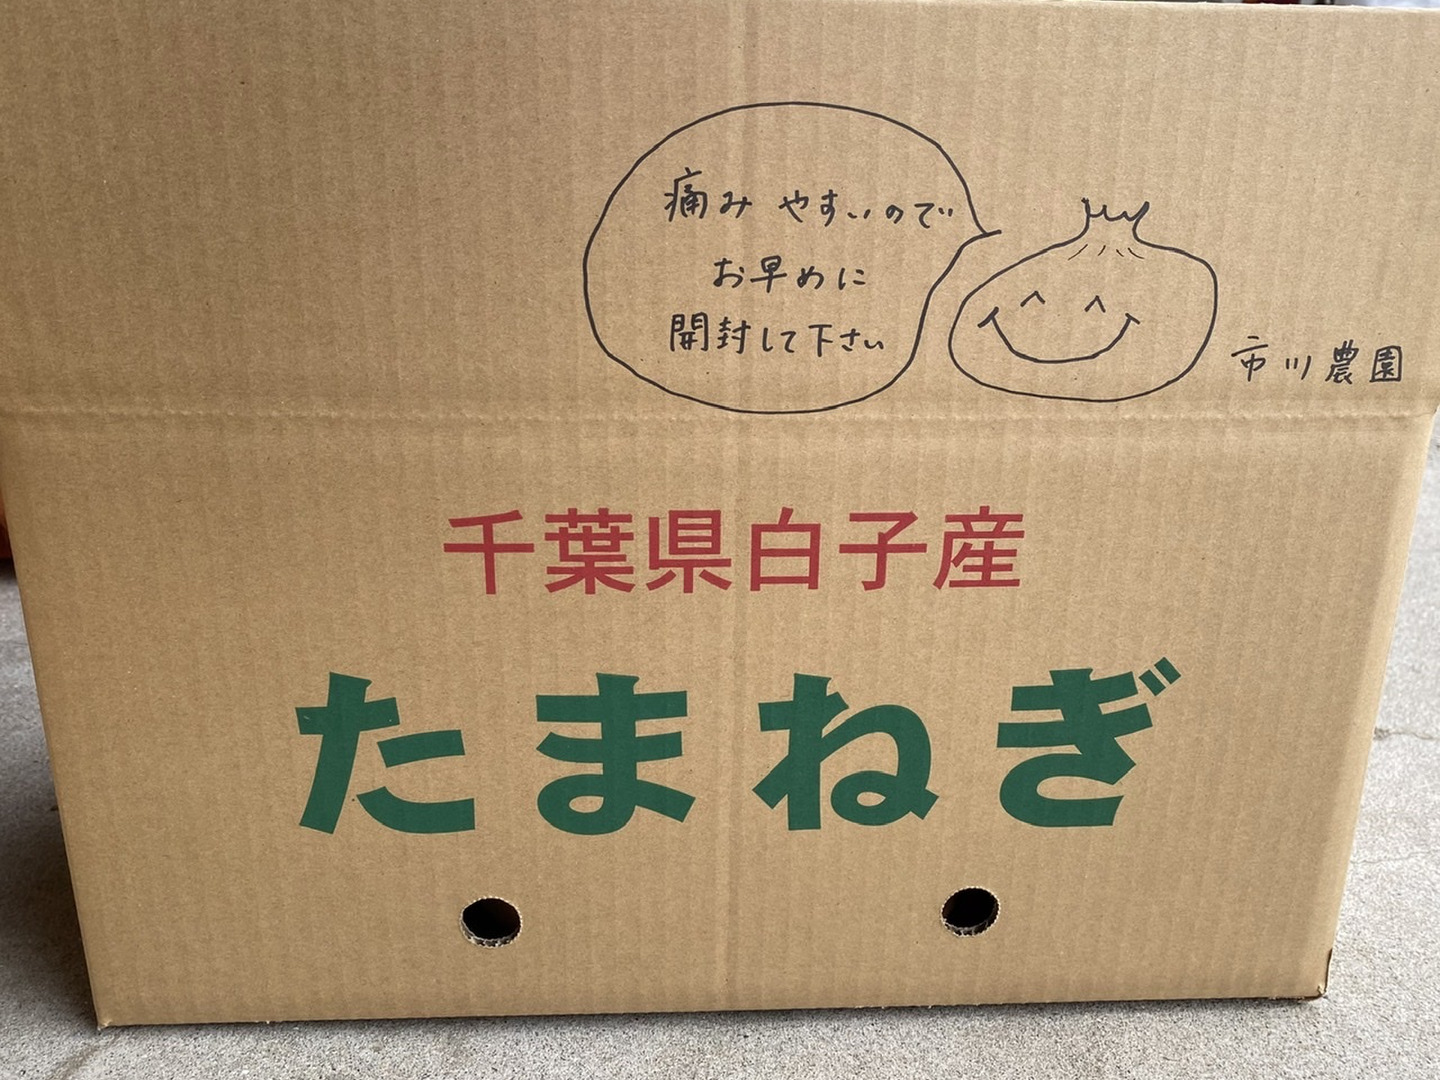 痛みやすいので
お早めに
開封して下さい
市川農園
千葉県白子産
たまねぎ